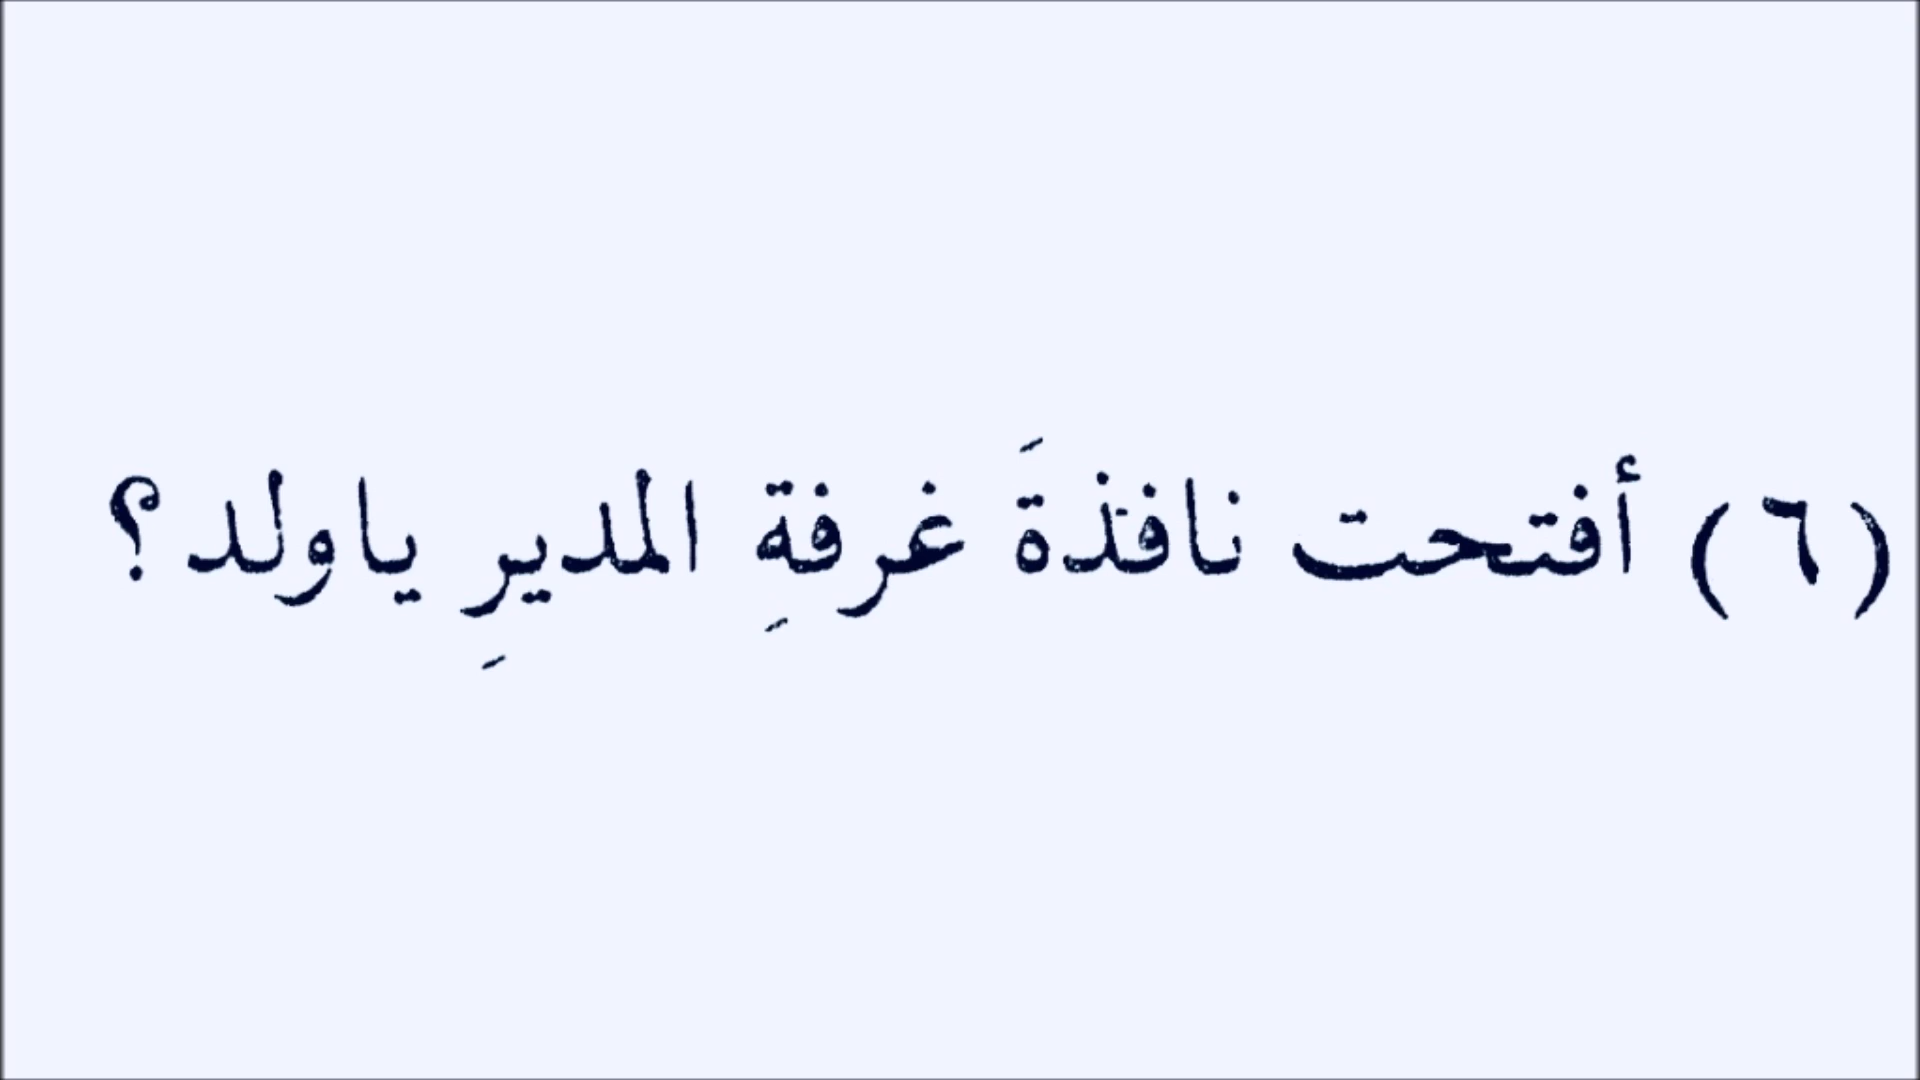 (٦) أفتحت نافذةَ غرفةِ المديرِ ياولد؟